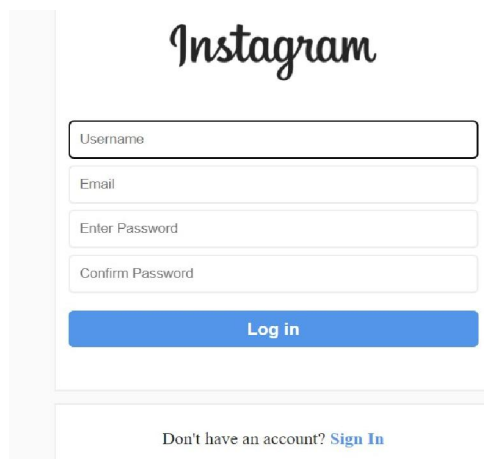 Instagram
Username
Email
Enter Password
Confirm Password
Log in
Don't have an account? Sign In